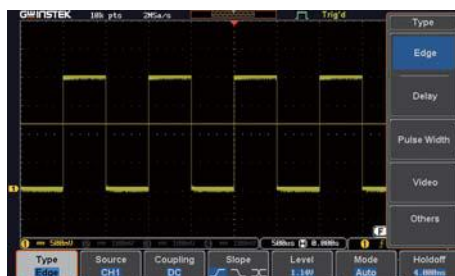 GWINSTEK 10k pts 2MSa/s Trig'd
Type
Edge
Delay
Pulse Width
Video
Others
500mV
500us 0.000s
Type Source Coupling Slope Level Mode Holdoff
Edge CH1 DC 1.14V Auto 4.000ns